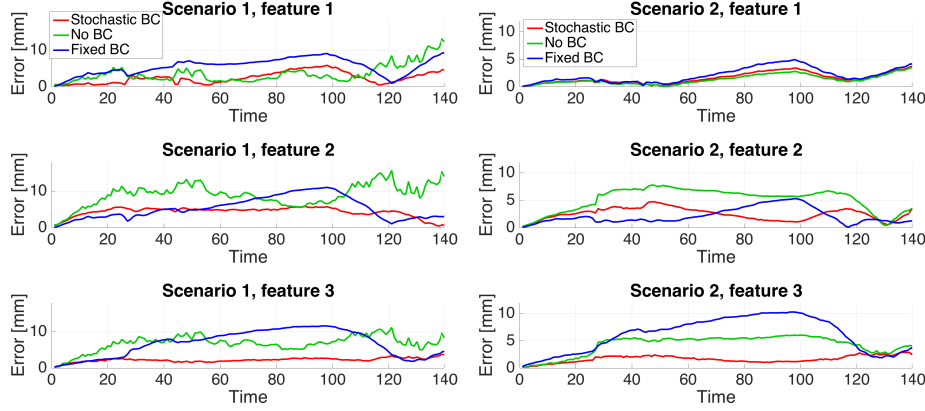 Scenario 1, feature 1
Error [mm]
10
0
Stochastic BC
No BC
Fixed BC
0 20 40 60 80 100 120 140
Time
Scenario 2, feature 1
Error [mm]
10
5
0
Stochastic BC
No BC
Fixed BC
0 20 40 60 80 100 120 140
Time
Scenario 1, feature 2
Error [mm]
10
0
0 20 40 60 80 100 120 140
Time
Scenario 2, feature 2
Error [mm]
10
5
0
0 20 40 60 80 100 120 140
Time
Scenario 1, feature 3
Error [mm]
10
0
0 20 40 60 80 100 120 140
Time
Scenario 2, feature 3
Error [mm]
10
5
0
0 20 40 60 80 100 120 140
Time